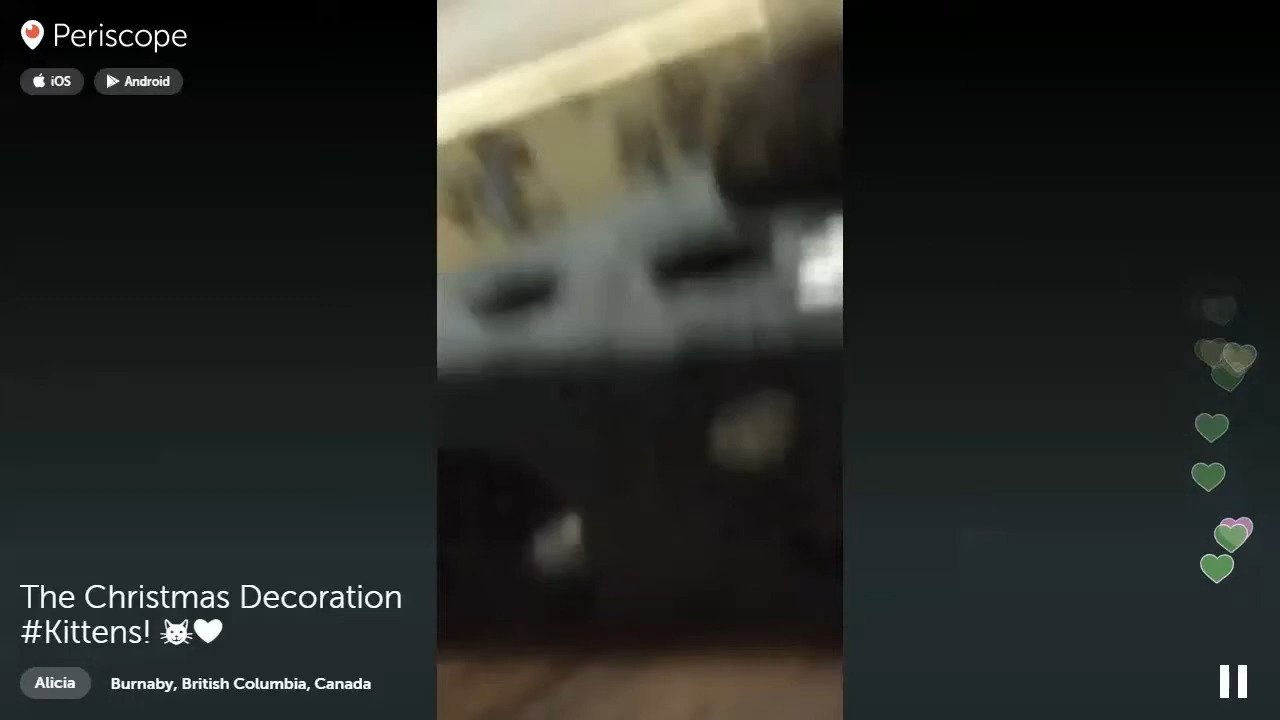 Periscope
iOS
Android
The Christmas Decoration
#Kittens! 🐱❤
Alicia
Burnaby, British Columbia, Canada